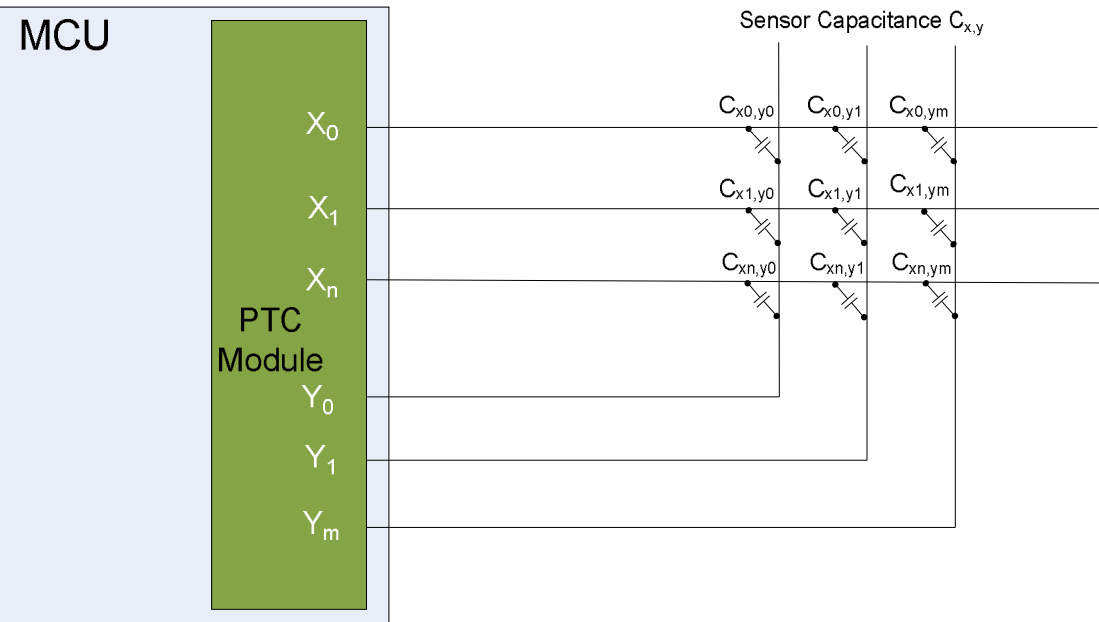 MCU
Sensor Capacitance Cx,y
X0
Cx0,y0 Cx0,y1 Cx0,ym
X1
Cx1,y0 Cx1,y1 Cx1,ym
Xn
Cxn,y0 Cxn,y1 Cxn,ym
PTC
Module
Y0
Y1
Ym